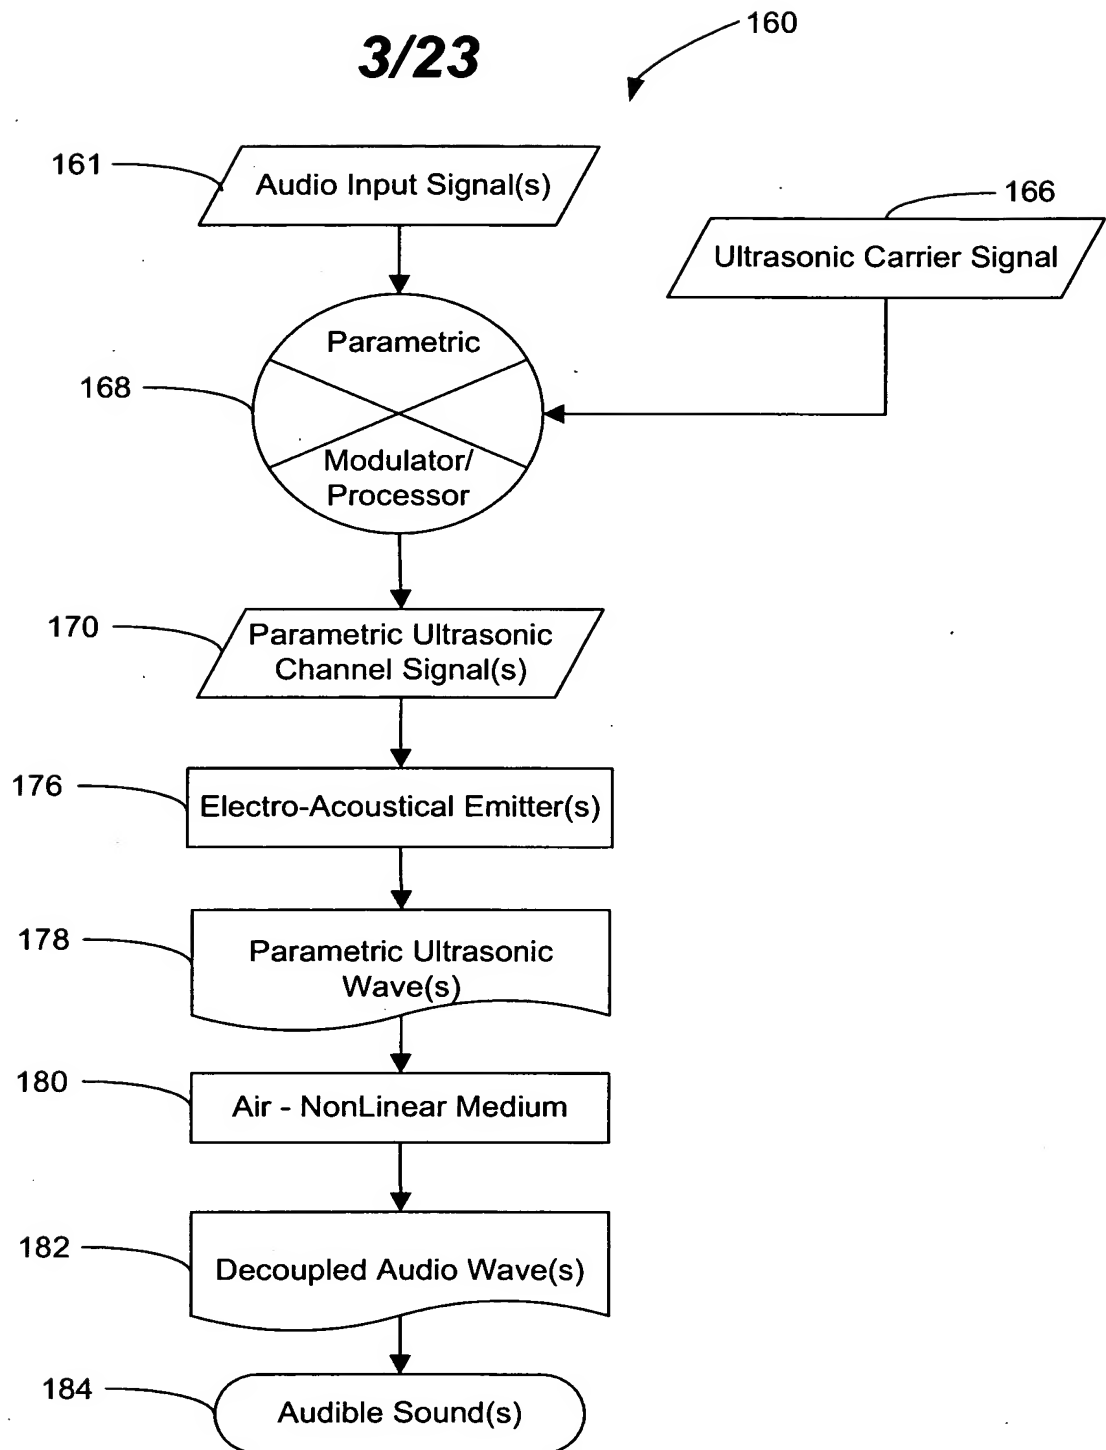 3/23
160
161
Audio Input Signal(s)
166
Ultrasonic Carrier Signal
Parametric
168
Modulator/
Processor
170
Parametric Ultrasonic
Channel Signal(s)
176
Electro-Acoustical Emitter(s)
178
Parametric Ultrasonic
Wave(s)
180
Air - NonLinear Medium
182
Decoupled Audio Wave(s)
184
Audible Sound(s)